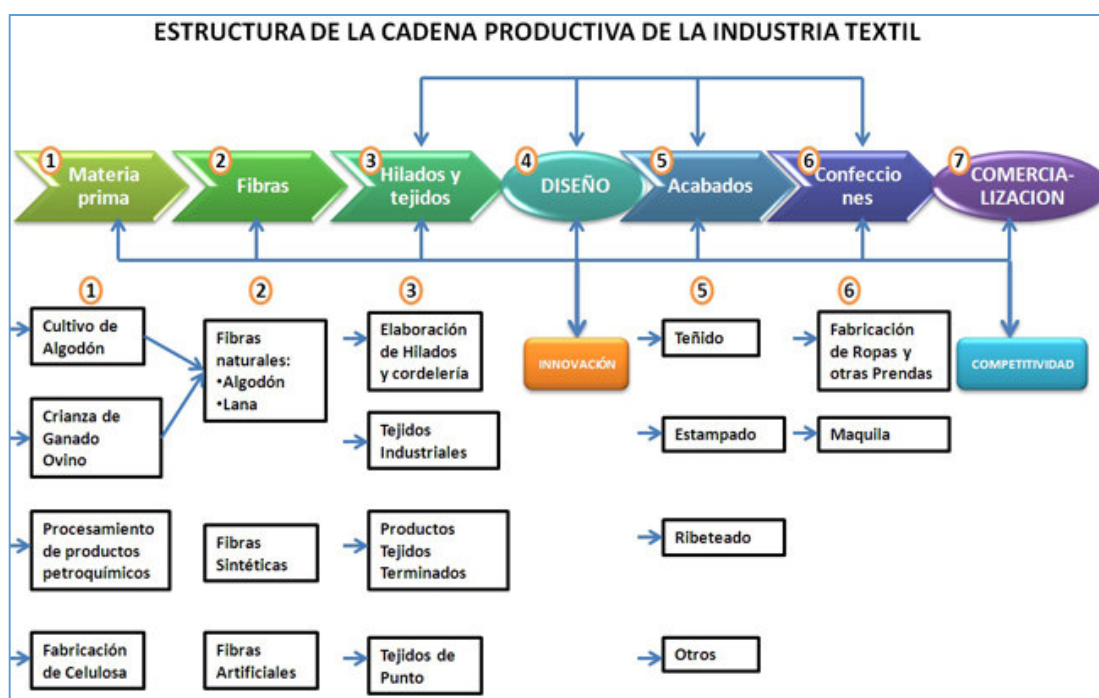 ESTRUCTURA DE LA CADENA PRODUCTIVA DE LA INDUSTRIA TEXTIL
1
Materia
prima
2
Fibras
3
Hilados y
tejidos
4
DISEÑO
5
Acabados
6
Confeccio
nes
7
COMERCIA-
LIZACION
1
Cultivo de
Algodón
Crianza de
Ganado
Ovino
Procesamiento
de productos
petroquímicos
Fabricación
de Celulosa
2
Fibras
naturales:
•Algodón
•Lana
Fibras
Sintéticas
Fibras
Artificiales
3
Elaboración
de Hilados
y cordelería
Tejidos
Industriales
Productos
Tejidos
Terminados
Tejidos de
Punto
INNOVACIÓN
5
Teñido
Estampado
Ribeteado
Otros
6
Fabricación
de Ropas y
otras Prendas
Maquila
COMPETITIVIDAD